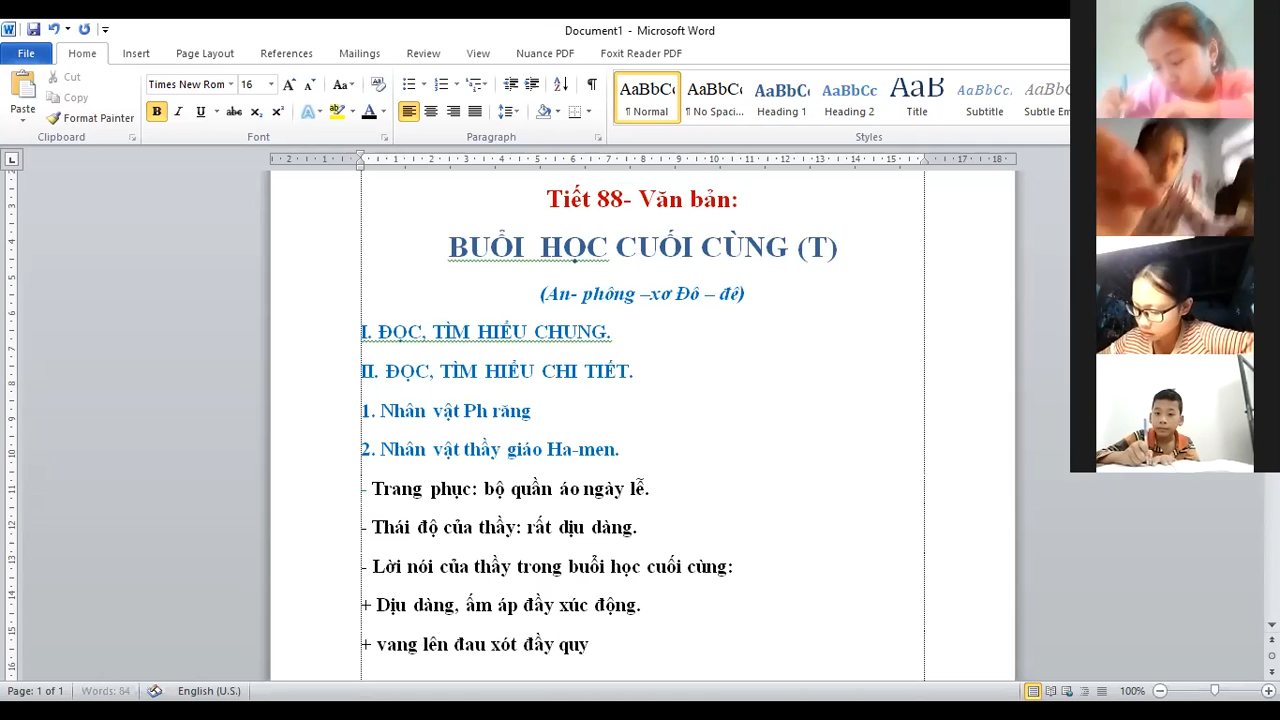 Document1 - Microsoft Word
File Home Insert Page Layout References Mailings Review View Nuance PDF Foxit Reader PDF
Paste
Cut
Copy
Format Painter
Clipboard
Times New Rom 16
Font
Paragraph
AaBbCc AaBbCc AaBbCc AaBbCc AaB AaBbCc. AaBbCc
¶ Normal ¶ No Spaci... Heading 1 Heading 2 Title Subtitle Subtle Em
Styles
Tiết 88- Văn bản:
BUỔI HỌC CUỐI CÙNG (T)
(An- phông –xơ Đô – đê)
I. ĐỌC, TÌM HIỂU CHUNG.
II. ĐỌC, TÌM HIỂU CHI TIẾT.
1. Nhân vật Ph răng
2. Nhân vật thầy giáo Ha-men.
- Trang phục: bộ quần áo ngày lễ.
- Thái độ của thầy: rất dịu dàng.
- Lời nói của thầy trong buổi học cuối cùng:
+ Dịu dàng, ấm áp đầy xúc động.
+ vang lên đau xót đầy quy
Page: 1 of 1 Words: 84 English (U.S.) 100%